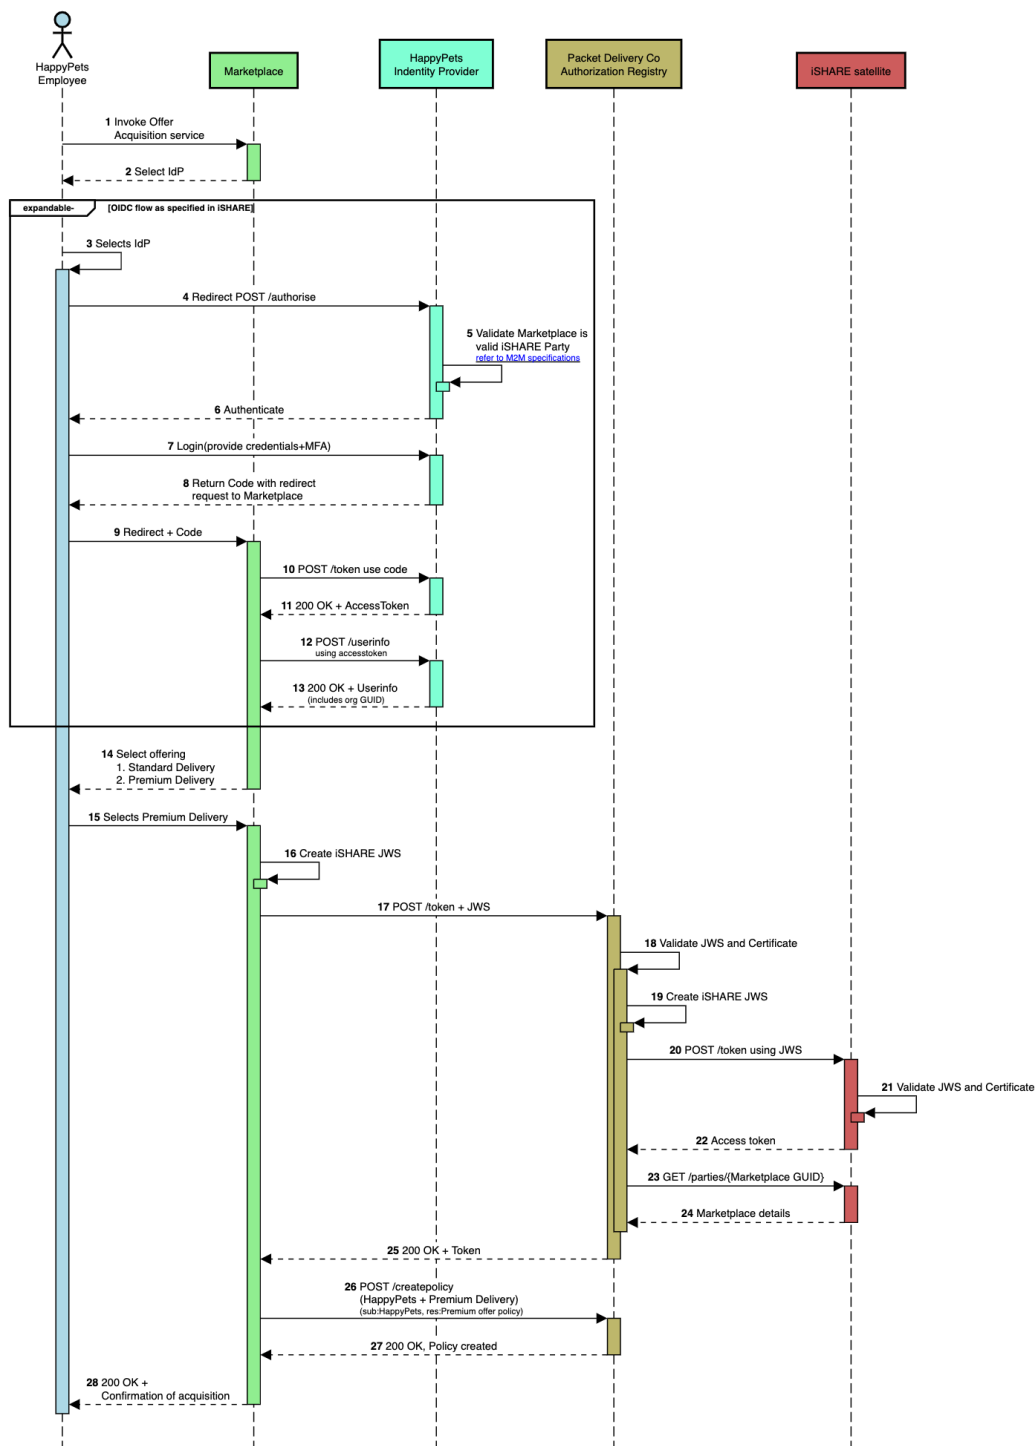 HappyPets
Employee
Marketplace
HappyPets
Indentity Provider
Packet Delivery Co
Authorization Registry
iSHARE satellite
1 Invoke Offer
Acquisition service
2 Select IdP
expandable-
[OIDC flow as specified in iSHARE]
3 Selects IdP
4 Redirect POST /authorise
5 Validate Marketplace is
valid iSHARE Party
refer to M2M specifications
6 Authenticate
7 Login(provide credentials+MFA)
8 Return Code with redirect
request to Marketplace
9 Redirect + Code
10 POST /token use code
11 200 OK + AccessToken
12 POST /userinfo
using accesstoken
13 200 OK + Userinfo
(includes org GUID)
14 Select offering
1. Standard Delivery
2. Premium Delivery
15 Selects Premium Delivery
16 Create iSHARE JWS
17 POST /token + JWS
18 Validate JWS and Certificate
19 Create iSHARE JWS
20 POST /token using JWS
21 Validate JWS and Certificate
22 Access token
23 GET /parties/{Marketplace GUID}
24 Marketplace details
25 200 OK + Token
26 POST /createpolicy
(HappyPets + Premium Delivery)
(sub:HappyPets, res:Premium offer policy)
27 200 OK, Policy created
28 200 OK +
Confirmation of acquisition